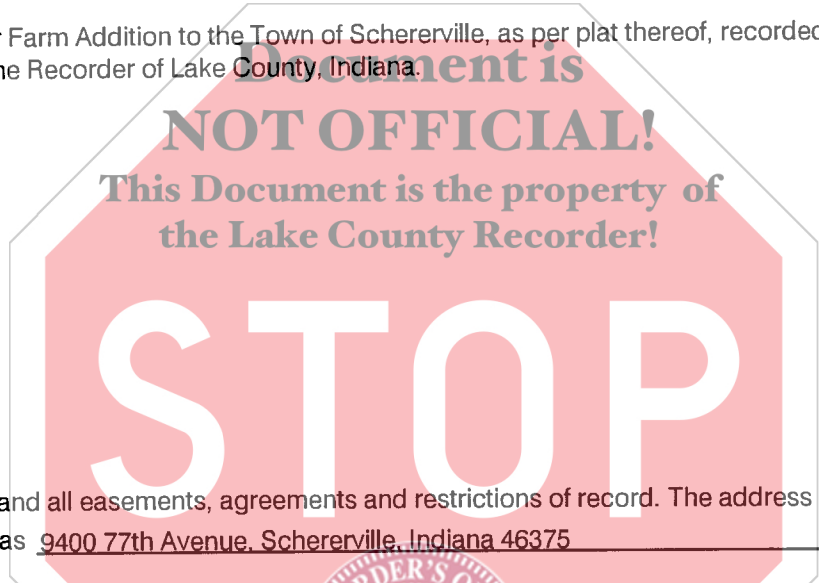 Farm Addition to the Town of Schererville, as per plat thereof, recorded
Recorder of Lake County, Indiana.
Document is
NOT OFFICIAL!
This Document is the property of
the Lake County Recorder!
STOP
and all easements, agreements and restrictions of record. The address
as 9400 77th Avenue, Schererville, Indiana 46375